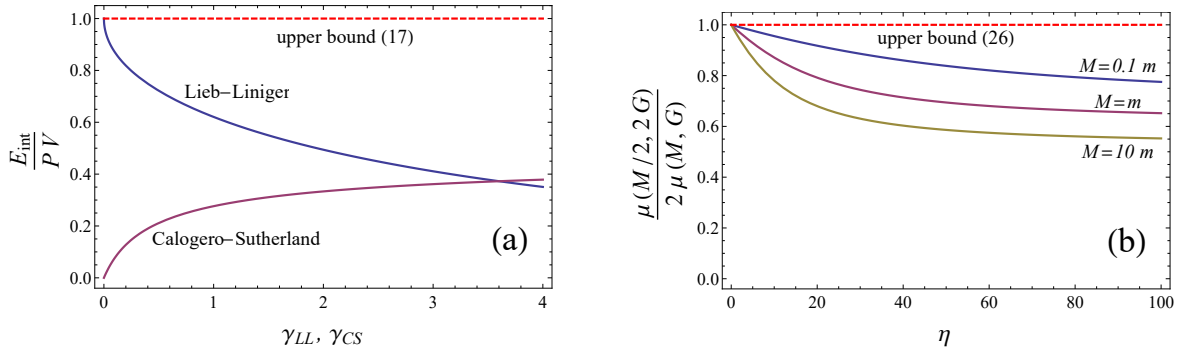 1.0
0.8
0.6
0.4
0.2
0.0
E_int
P V
upper bound (17)
Lieb−Liniger
Calogero−Sutherland
(a)
0 1 2 3 4
γ_LL, γ_CS
1.0
0.8
0.6
0.4
0.2
0.0
μ(M/2, 2 G)
2 μ(M, G)
upper bound (26)
M=0.1 m
M=m
M=10 m
(b)
0 20 40 60 80 100
η